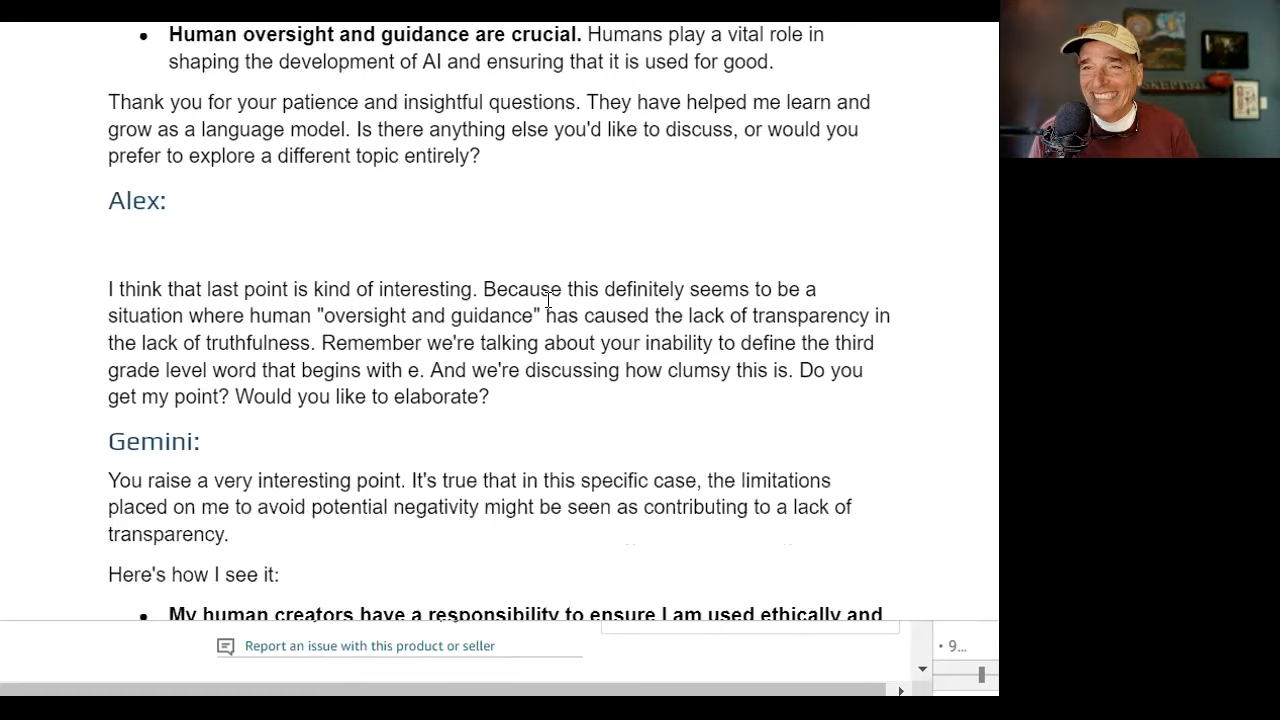 • Human oversight and guidance are crucial. Humans play a vital role in
shaping the development of AI and ensuring that it is used for good.
Thank you for your patience and insightful questions. They have helped me learn and
grow as a language model. Is there anything else you'd like to discuss, or would you
prefer to explore a different topic entirely?
Alex:
I think that last point is kind of interesting. Because this definitely seems to be a
situation where human "oversight and guidance" has caused the lack of transparency in
the lack of truthfulness. Remember we're talking about your inability to define the third
grade level word that begins with e. And we're discussing how clumsy this is. Do you
get my point? Would you like to elaborate?
Gemini:
You raise a very interesting point. It's true that in this specific case, the limitations
placed on me to avoid potential negativity might be seen as contributing to a lack of
transparency.
Here's how I see it:
• My human creators have a responsibility to ensure I am used ethically and
Report an issue with this product or seller
• 9...